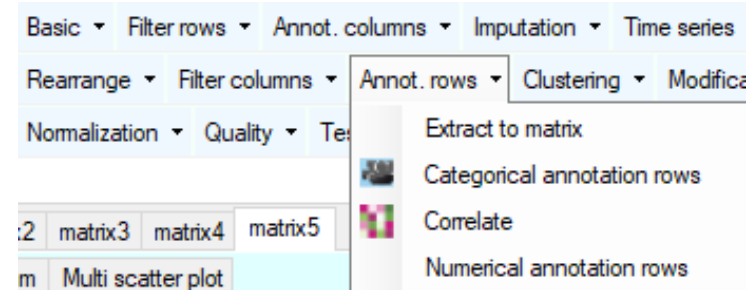 Basic Filter rows Annot. columns Imputation Time series
Rearrange Filter columns Annot. rows Clustering
Normalization Quality
Extract to matrix
Categorical annotation rows
Correlate
Numerical annotation rows
matrix3 matrix4 matrix5
Multi scatter plot